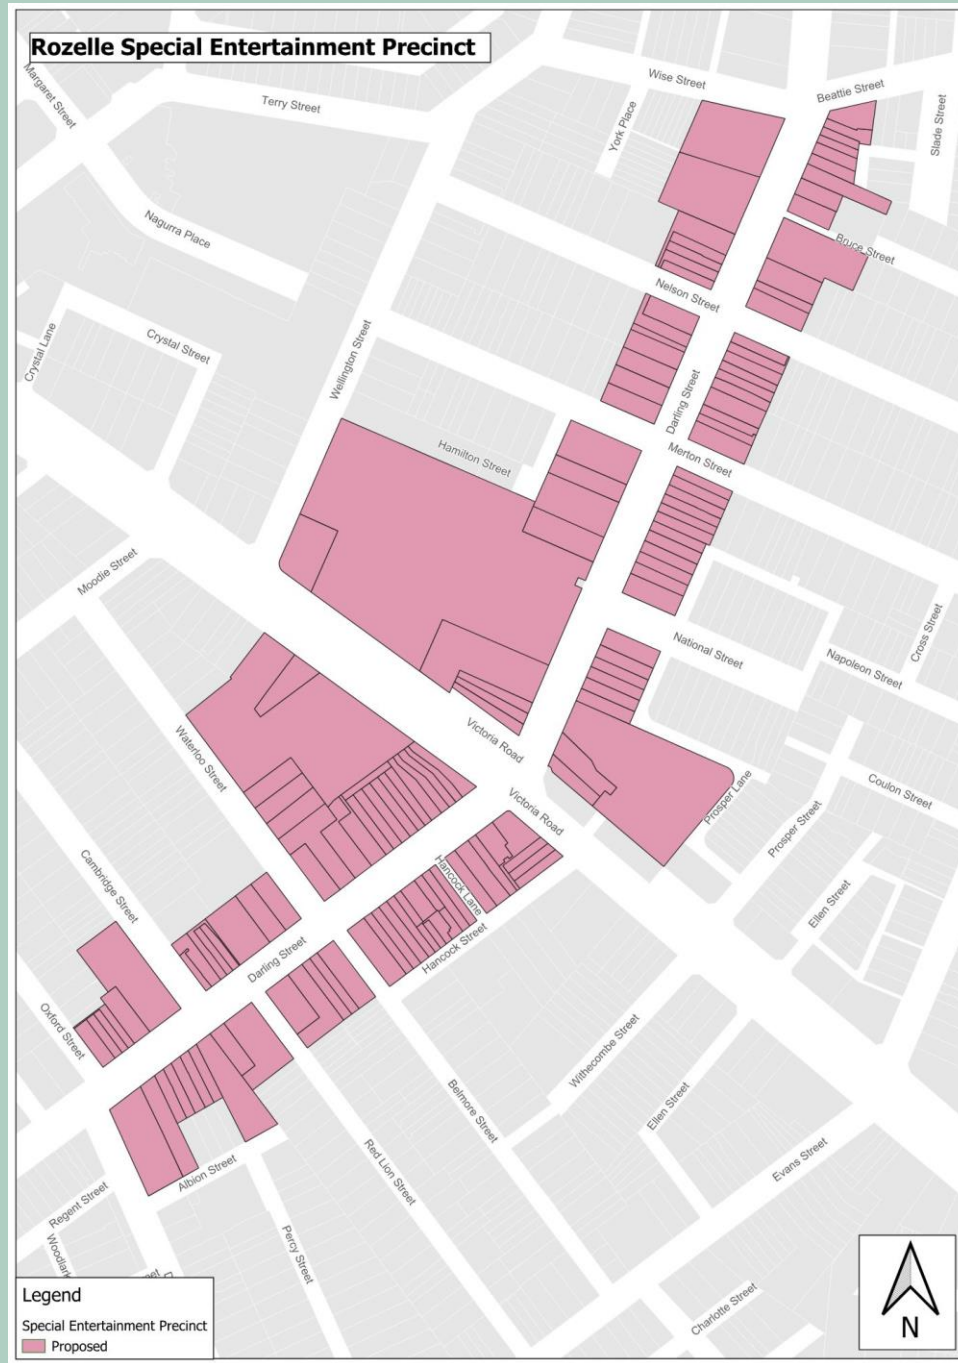 Rozelle Special Entertainment Precinct
Wise Street
Beattie Street
Margaret Street
Terry Street
York Place
Slade Street
Nagurra Place
Bruce Street
Nelson Street
Crystal Lane
Crystal Street
Wellington Street
Darling Street
Hamilton Street
Merton Street
Moodie Street
Cross Street
National Street
Napoleon Street
Waterloo Street
Victoria Road
Coulon Street
Prosper Lane
Victoria Road
Prosper Street
Cambridge Street
Hancock Lane
Ellen Street
Hancock Street
Darling Street
Oxford Street
Withecombe Street
Belmore Street
Ellen Street
Evans Street
Red Lion Street
Albion Street
Regent Street
Percy Street
Woodlark
Charlotte Street
N
Legend
Special Entertainment Precinct
Proposed